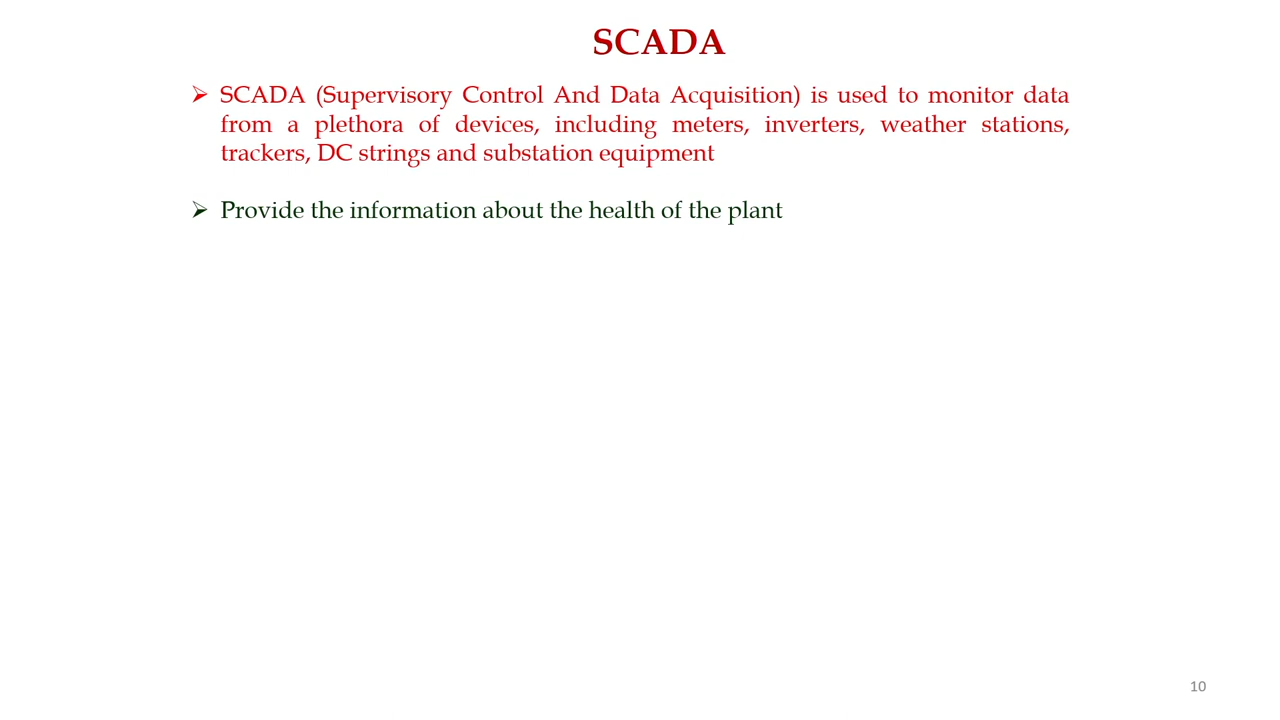 SCADA
➢ SCADA (Supervisory Control And Data Acquisition) is used to monitor data
from a plethora of devices, including meters, inverters, weather stations,
trackers, DC strings and substation equipment
➢ Provide the information about the health of the plant
10